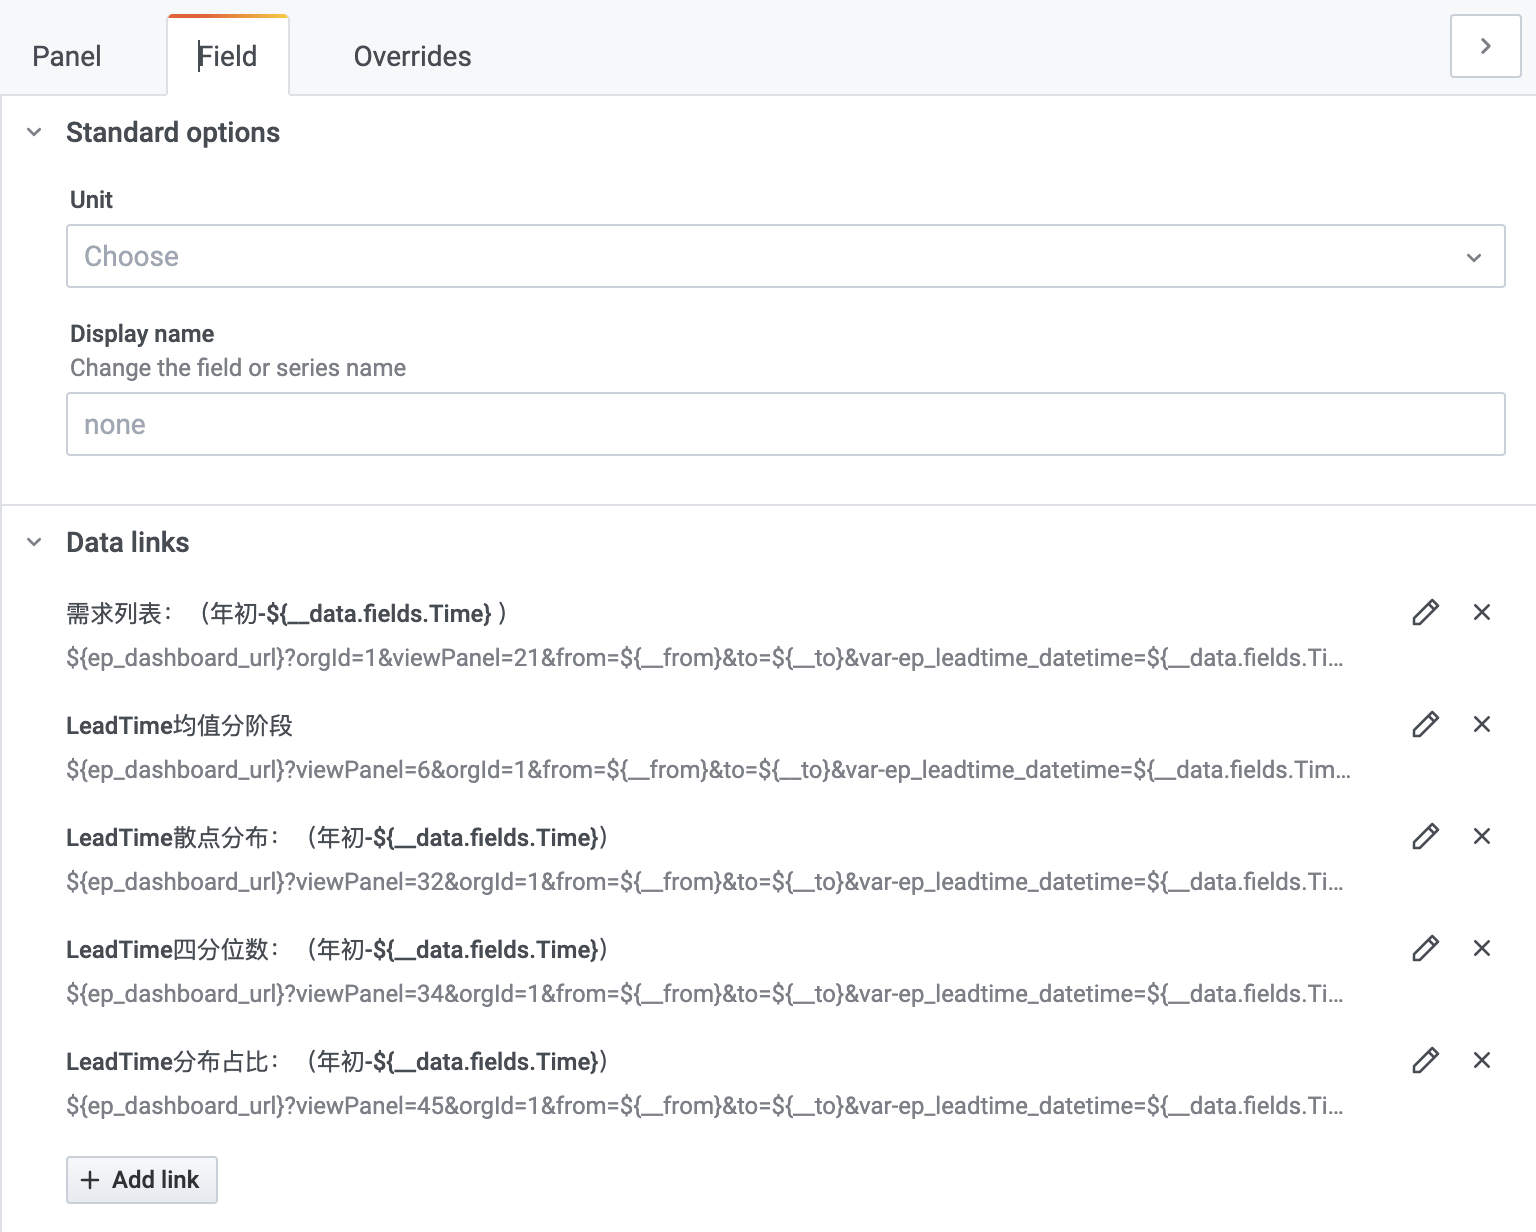 Panel
Field
Overrides
Standard options
Unit
Choose
Display name
Change the field or series name
none
Data links
需求列表：（年初-${__data.fields.Time} ）
${ep_dashboard_url}?orgId=1&viewPanel=21&from=${__from}&to=${__to}&var-ep_leadtime_datetime=${__data.fields.Ti...
LeadTime均值分阶段
${ep_dashboard_url}?viewPanel=6&orgId=1&from=${__from}&to=${__to}&var-ep_leadtime_datetime=${__data.fields.Tim...
LeadTime散点分布：（年初-${__data.fields.Time}）
${ep_dashboard_url}?viewPanel=32&orgId=1&from=${__from}&to=${__to}&var-ep_leadtime_datetime=${__data.fields.Ti...
LeadTime四分位数：（年初-${__data.fields.Time}）
${ep_dashboard_url}?viewPanel=34&orgId=1&from=${__from}&to=${__to}&var-ep_leadtime_datetime=${__data.fields.Ti...
LeadTime分布占比：（年初-${__data.fields.Time}）
${ep_dashboard_url}?viewPanel=45&orgId=1&from=${__from}&to=${__to}&var-ep_leadtime_datetime=${__data.fields.Ti...
+ Add link